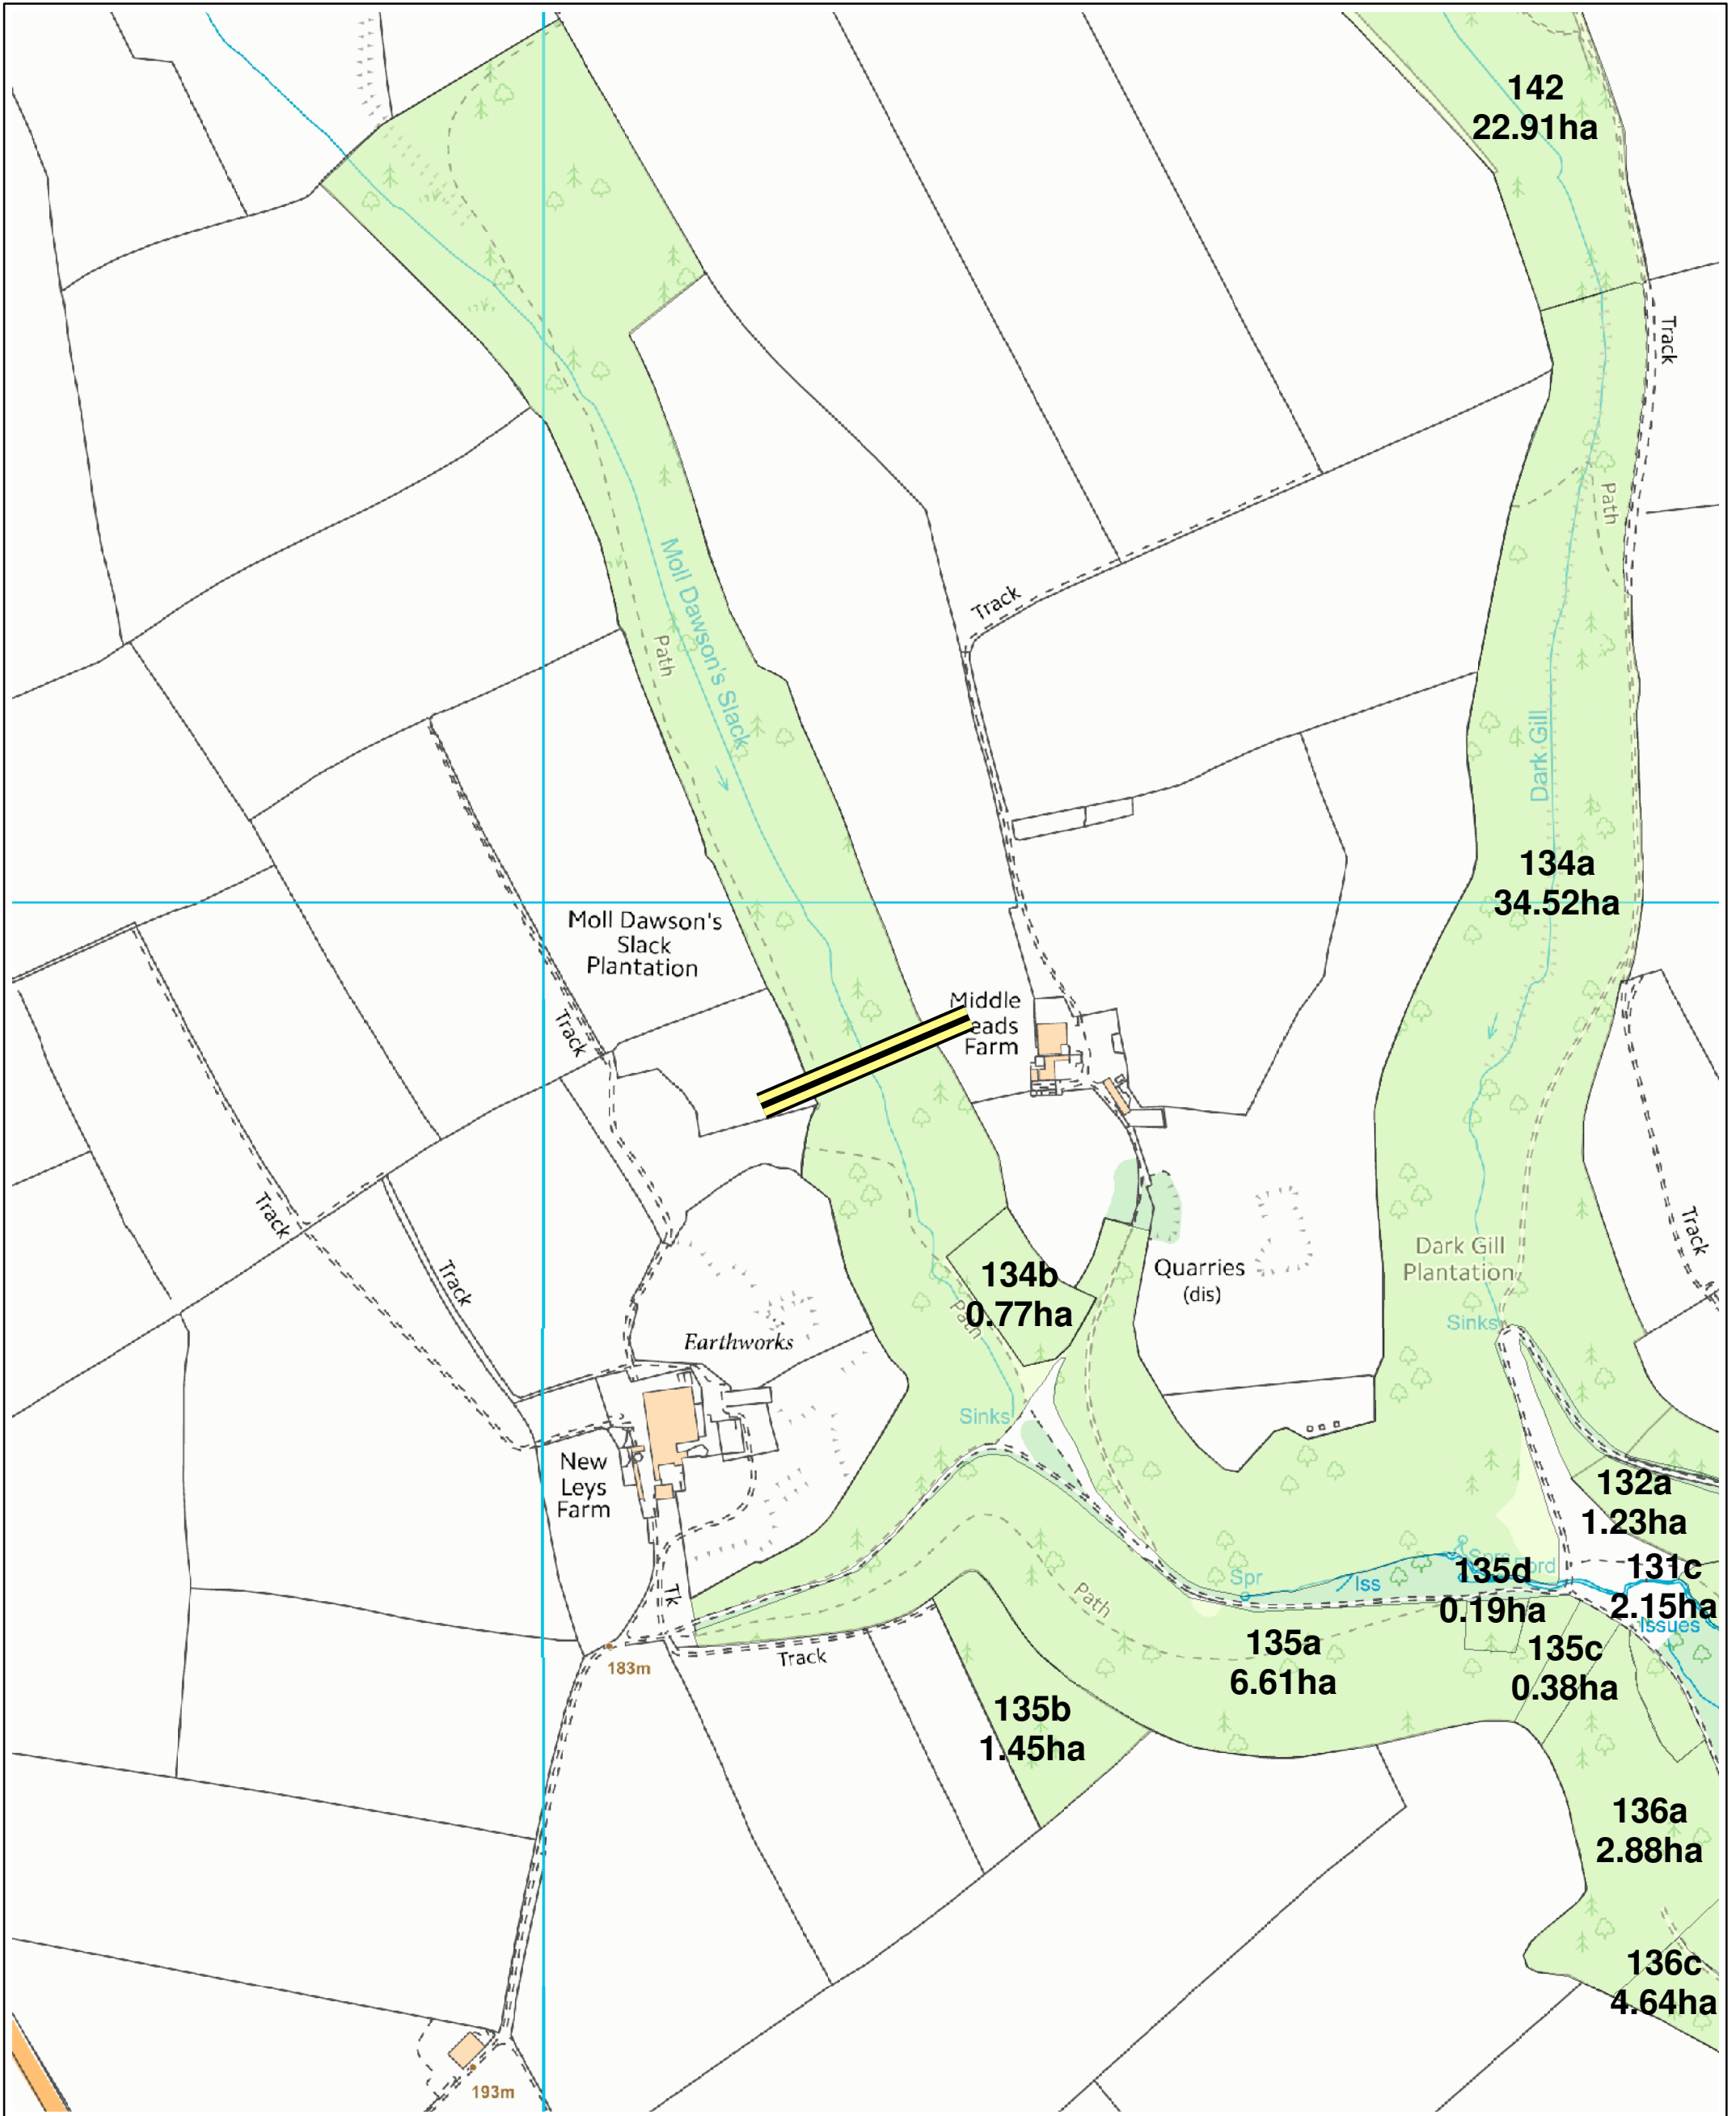 142
22.91ha
Track
Path
Track
Moll Dawson's Slack
Path
Dark Gill
134a
34.52ha
Moll Dawson's
Slack
Plantation
Middle
eads
Farm
Track
Track
Track
Track
Dark Gill
Plantation
Quarries
(dis)
134b
0.77ha
Path
Sinks
Earthworks
Sinks
New
Leys
Farm
132a
1.23ha
Spr
Iss
Ford
135d
0.19ha
131c
2.15ha
Issues
Tk
Path
Track
183m
135a
6.61ha
135c
0.38ha
135b
1.45ha
136a
2.88ha
136c
4.64ha
193m